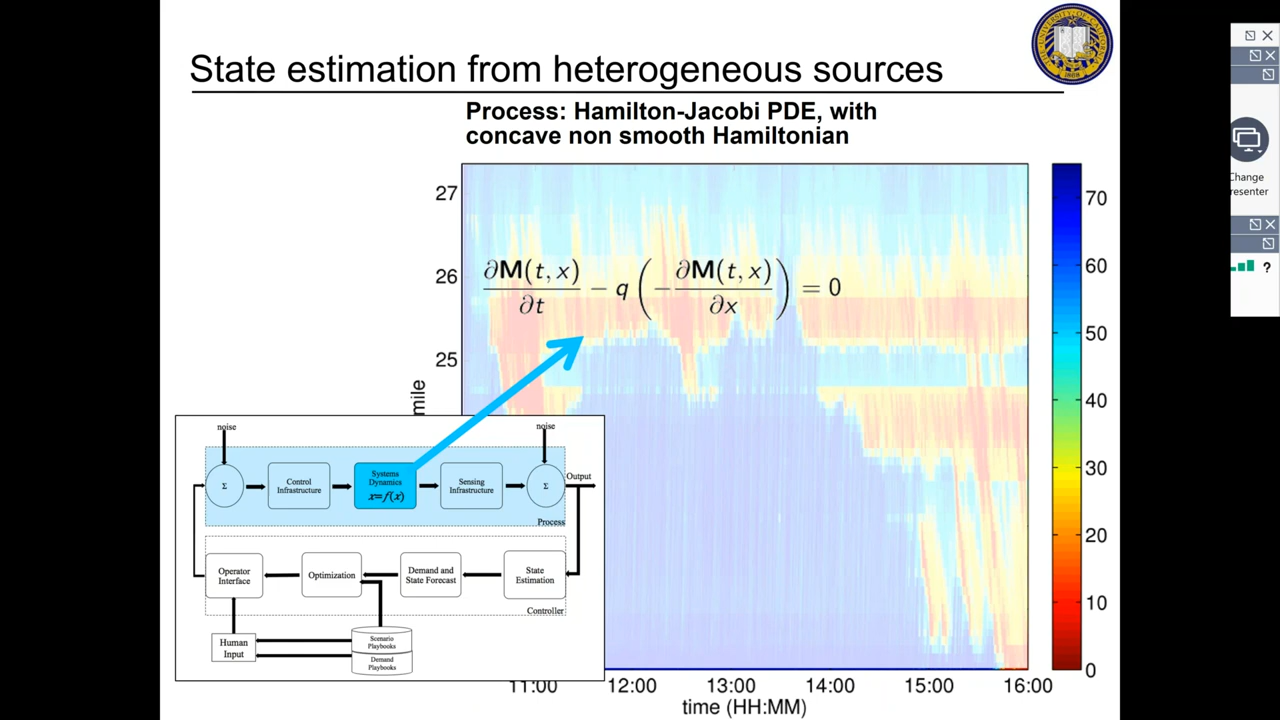 State estimation from heterogeneous sources
Process: Hamilton-Jacobi PDE, with
concave non smooth Hamiltonian
∂M(t, x)/∂t − q(−∂M(t, x)/∂x) = 0
27
26
25
mile
11:00 12:00 13:00 14:00 15:00 16:00
time (HH:MM)
70
60
50
40
30
20
10
0
noise
noise
Σ
Control
Infrastructure
Systems
Dynamics
x=f(x)
Sensing
Infrastructure
Σ
Output
Process
Operator
Interface
Optimization
Demand and
State Forecast
State
Estimation
Controller
Human
Input
Scenario
Playbooks
Demand
Playbooks
Change
resenter
?